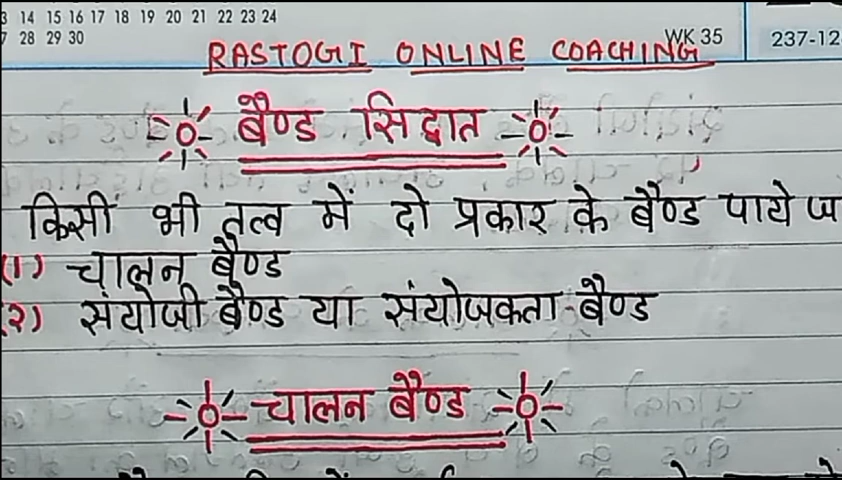 3 14 15 16 17 18 19 20 21 22 23 24
7 28 29 30
WK 35
237-12
RASTOGI ONLINE COACHING
बैण्ड सिद्धात
किसी भी तत्व में दो प्रकार के बैण्ड पाये ज
(1) चालन बैण्ड
(२) संयोजी बैण्ड या संयोजकता-बैण्ड
चालन बैण्ड